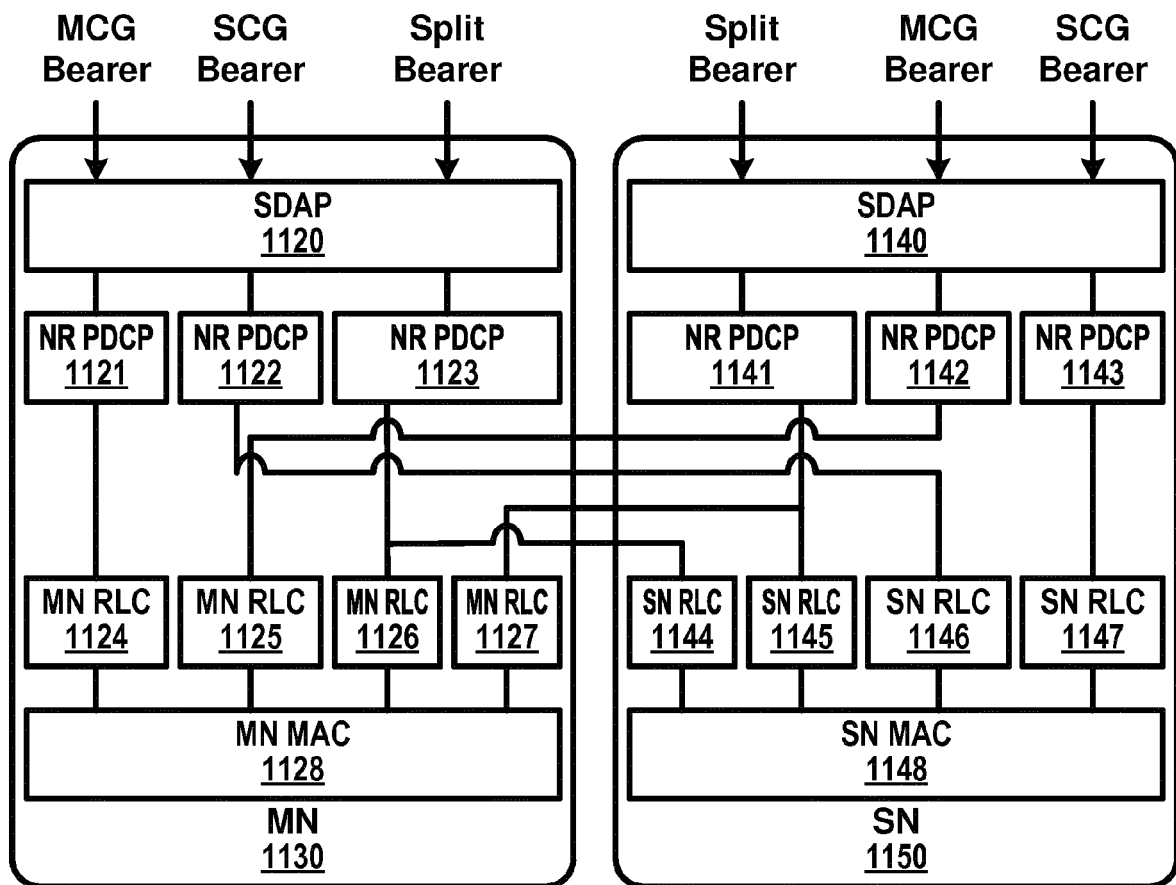 MCG Bearer
SCG Bearer
Split Bearer
Split Bearer
MCG Bearer
SCG Bearer
SDAP
1120
SDAP
1140
NR PDCP
1121
NR PDCP
1122
NR PDCP
1123
NR PDCP
1141
NR PDCP
1142
NR PDCP
1143
MN RLC
1124
MN RLC
1125
MN RLC
1126
MN RLC
1127
SN RLC
1144
SN RLC
1145
SN RLC
1146
SN RLC
1147
MN MAC
1128
SN MAC
1148
MN
1130
SN
1150